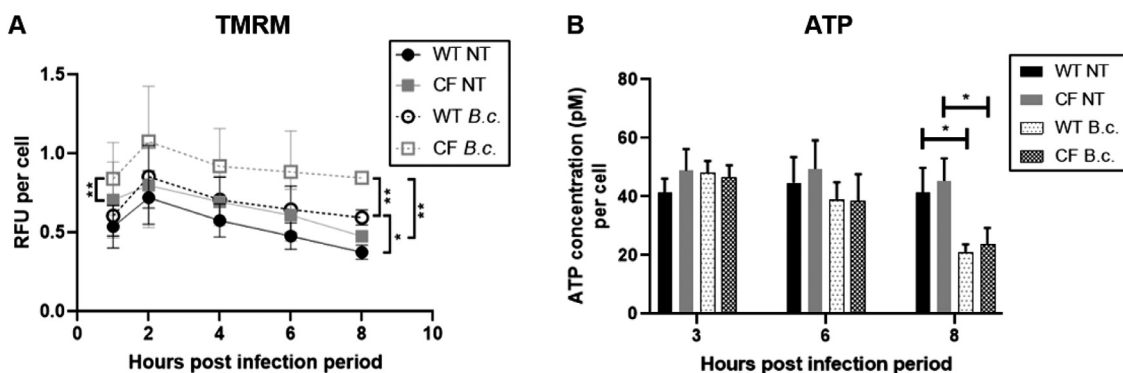 A
TMRM
WT NT
CF NT
WT B.c.
CF B.c.
RFU per cell
1.5
1.0
0.5
0.0
**
**
*
**
0
2
4
6
8
10
Hours post infection period
B
ATP
WT NT
CF NT
WT B.c.
CF B.c.
ATP concentration (pM)
per cell
80
60
40
20
0
*
*
3
6
8
Hours post infection period